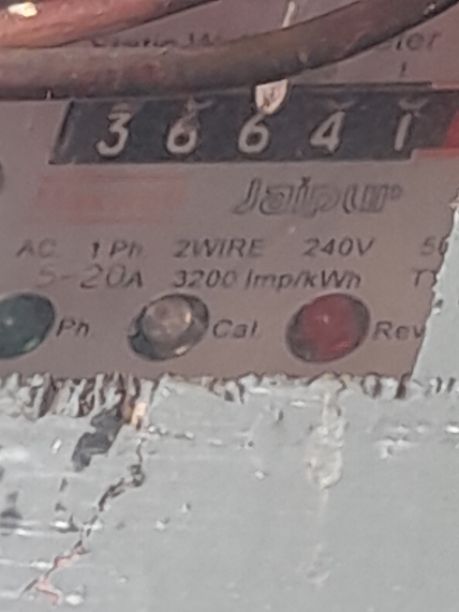 36641
Jaipur
AC 1 Ph. 2WIRE 240V
5-20A 3200 Imp/kWh
Ph. Cal. Rev